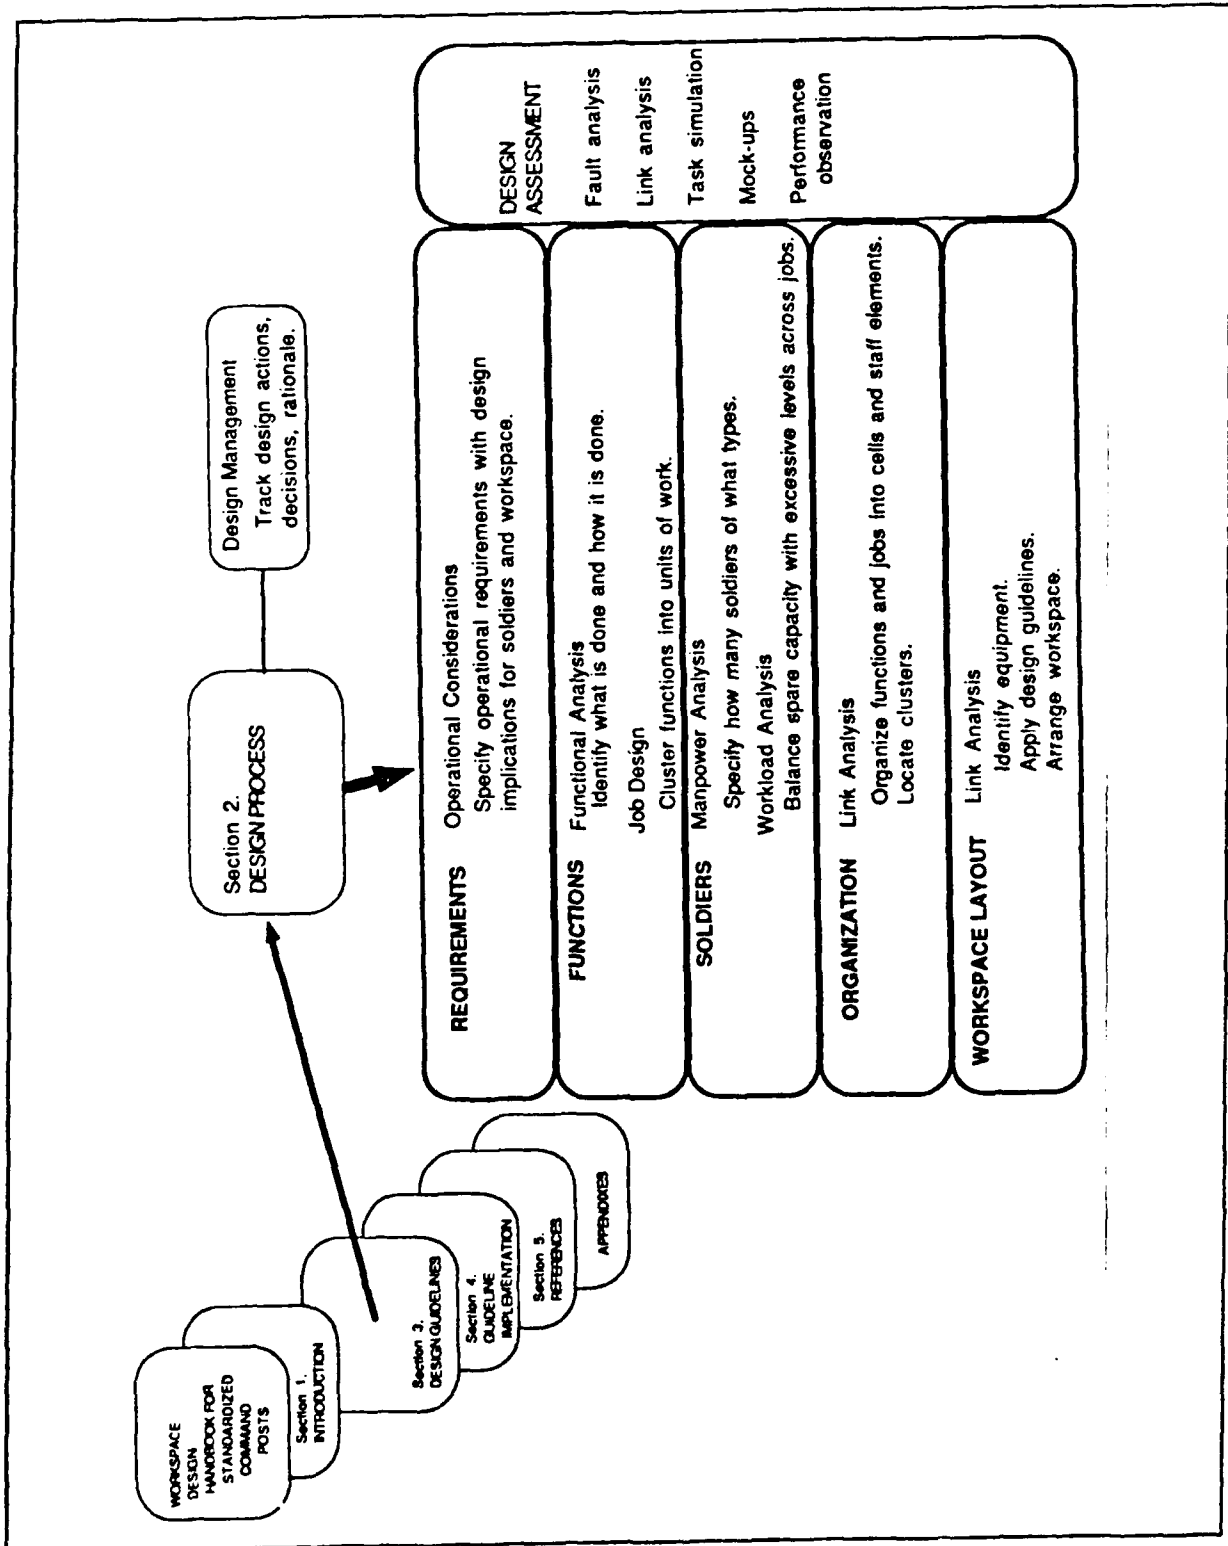 WORKSPACE
DESIGN
HANDBOOK FOR
STANDARDIZED
COMMAND
POSTS
Section 1.
INTRODUCTION
Section 3.
DESIGN GUIDELINES
Section 4.
GUIDELINE
IMPLEMENTATION
Section 5.
REFERENCES
APPENDIXES
Section 2.
DESIGN PROCESS
Design Management
Track design actions,
decisions, rationale.
REQUIREMENTS Operational Considerations
Specify operational requirements with design
implications for soldiers and workspace.
FUNCTIONS Functional Analysis
Identify what is done and how it is done.
Job Design
Cluster functions into units of work.
SOLDIERS Manpower Analysis
Specify how many soldiers of what types.
Workload Analysis
Balance spare capacity with excessive levels across jobs.
ORGANIZATION Link Analysis
Organize functions and jobs into cells and staff elements.
Locate clusters.
WORKSPACE LAYOUT Link Analysis
Identify equipment.
Apply design guidelines.
Arrange workspace.
DESIGN
ASSESSMENT
Fault analysis
Link analysis
Task simulation
Mock-ups
Performance
observation